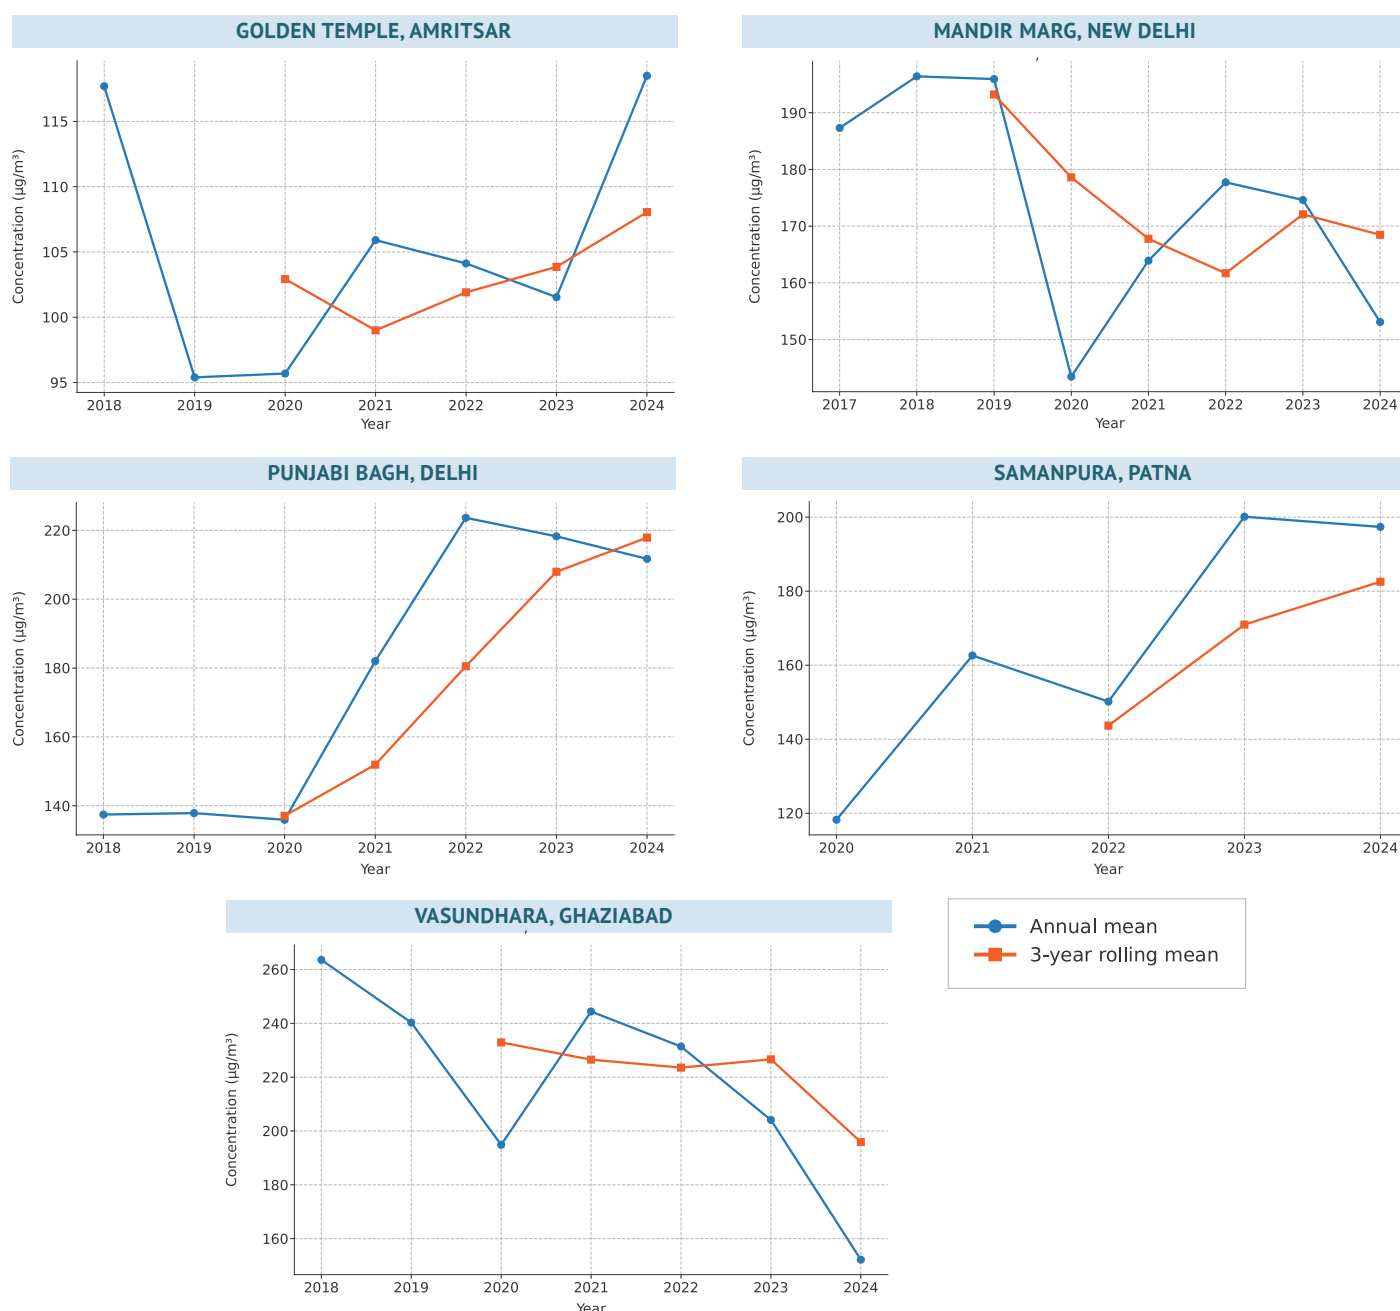 GOLDEN TEMPLE, AMRITSAR
Concentration (µg/m³)
115
110
105
100
95
2018 2019 2020 2021 2022 2023 2024
Year
MANDIR MARG, NEW DELHI
,
Concentration (µg/m³)
190
180
170
160
150
2017 2018 2019 2020 2021 2022 2023 2024
Year
PUNJABI BAGH, DELHI
Concentration (µg/m³)
220
200
180
160
140
2018 2019 2020 2021 2022 2023 2024
Year
SAMANPURA, PATNA
Concentration (µg/m³)
200
180
160
140
120
2020 2021 2022 2023 2024
Year
VASUNDHARA, GHAZIABAD
,
Concentration (µg/m³)
260
240
220
200
180
160
2018 2019 2020 2021 2022 2023 2024
Year
Annual mean
3-year rolling mean